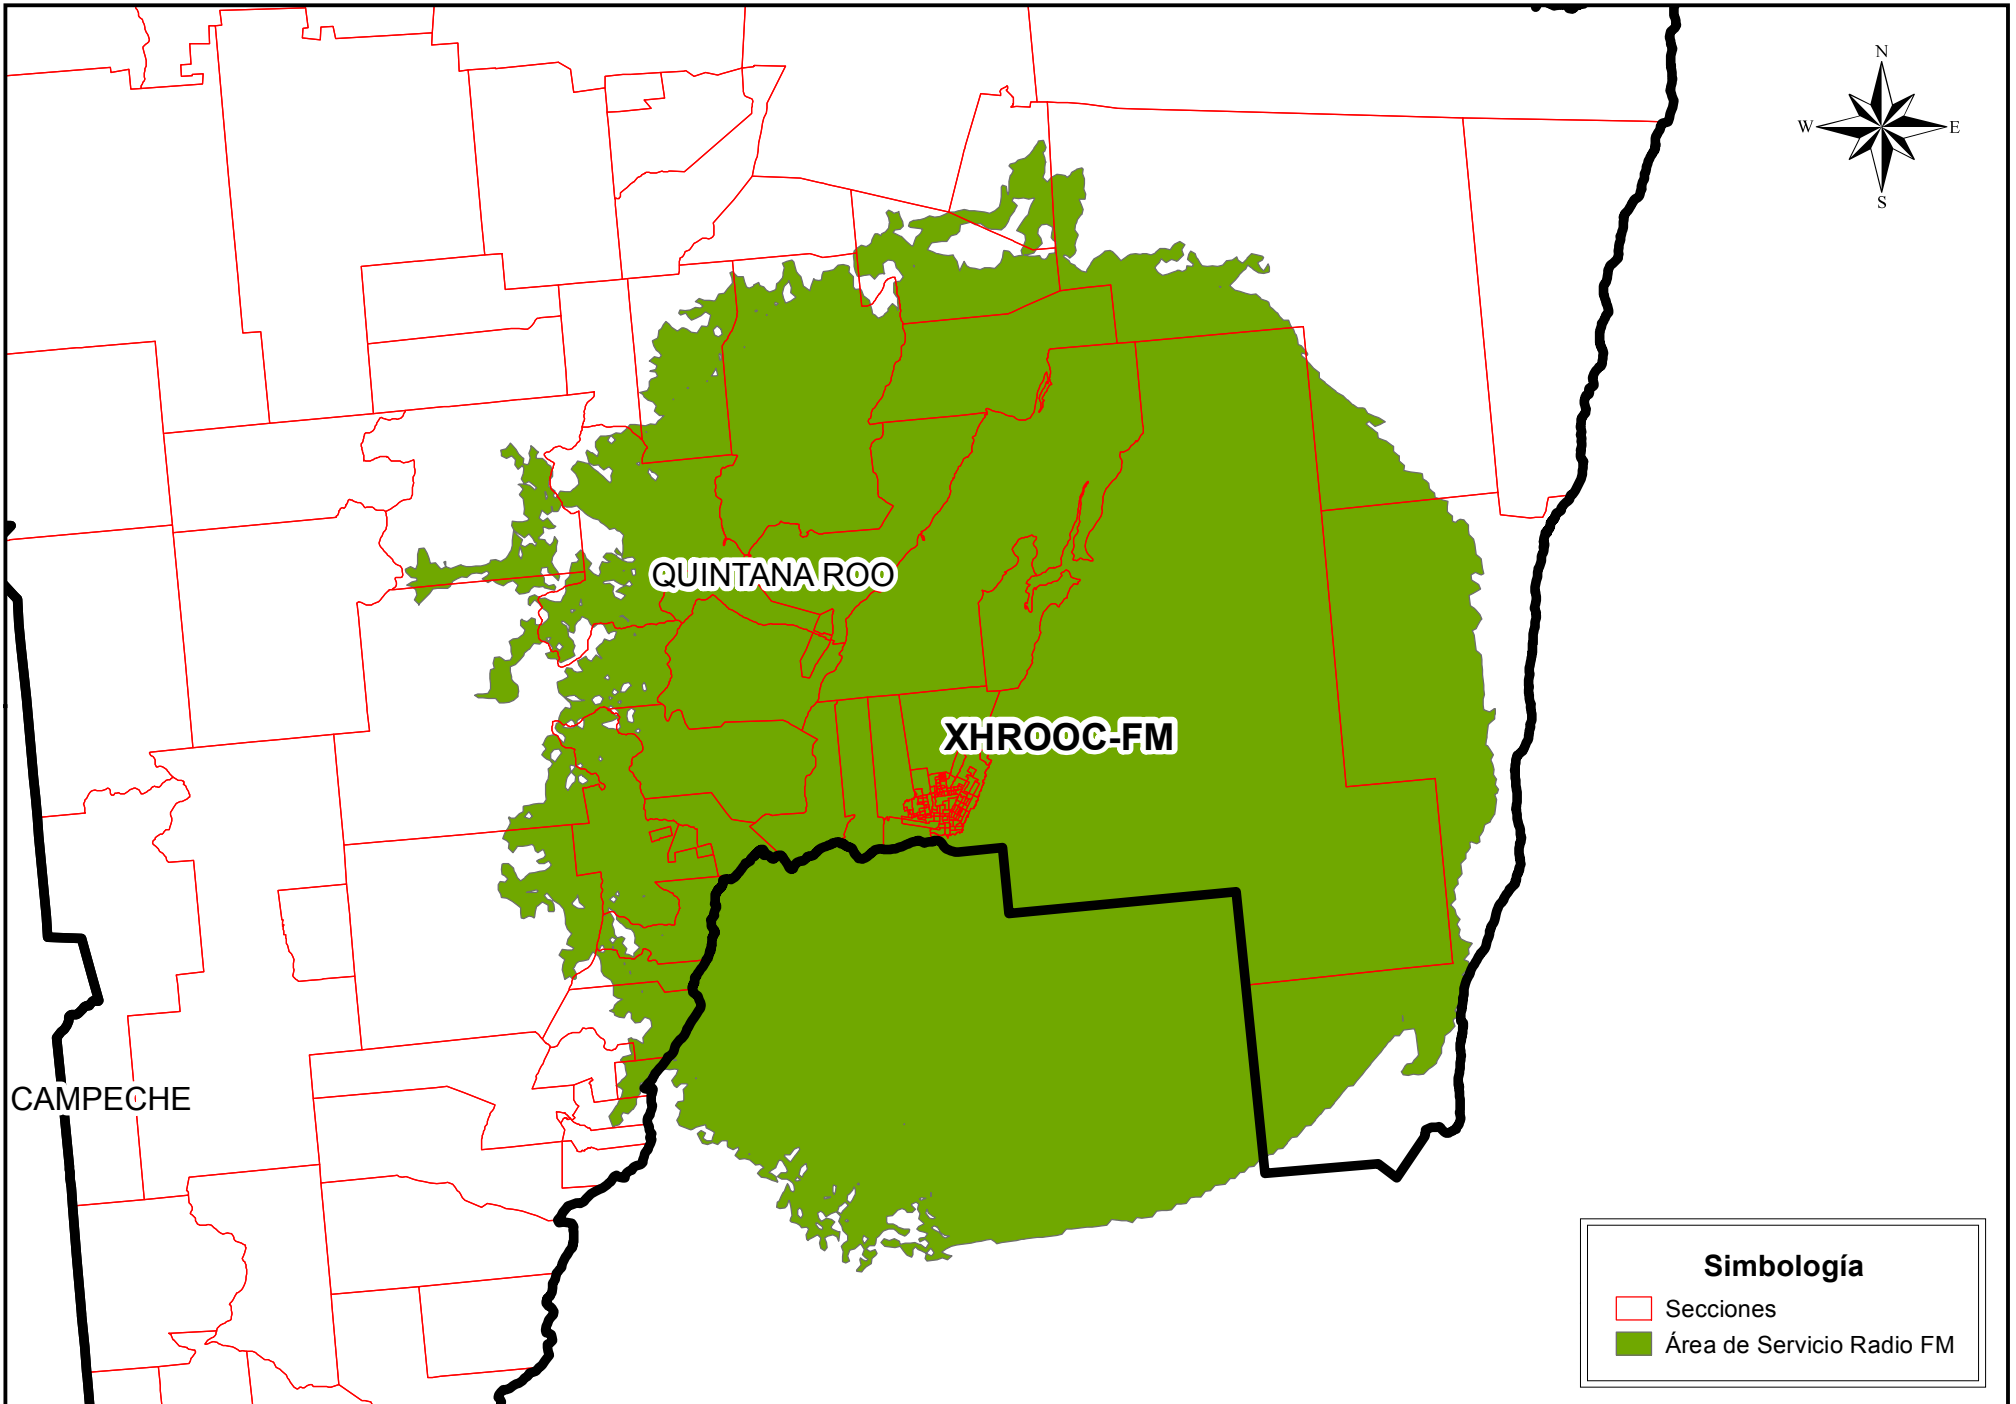 N
W E
S
QUINTANA ROO
XHROOC-FM
CAMPECHE
Simbología
Secciones
Área de Servicio Radio FM